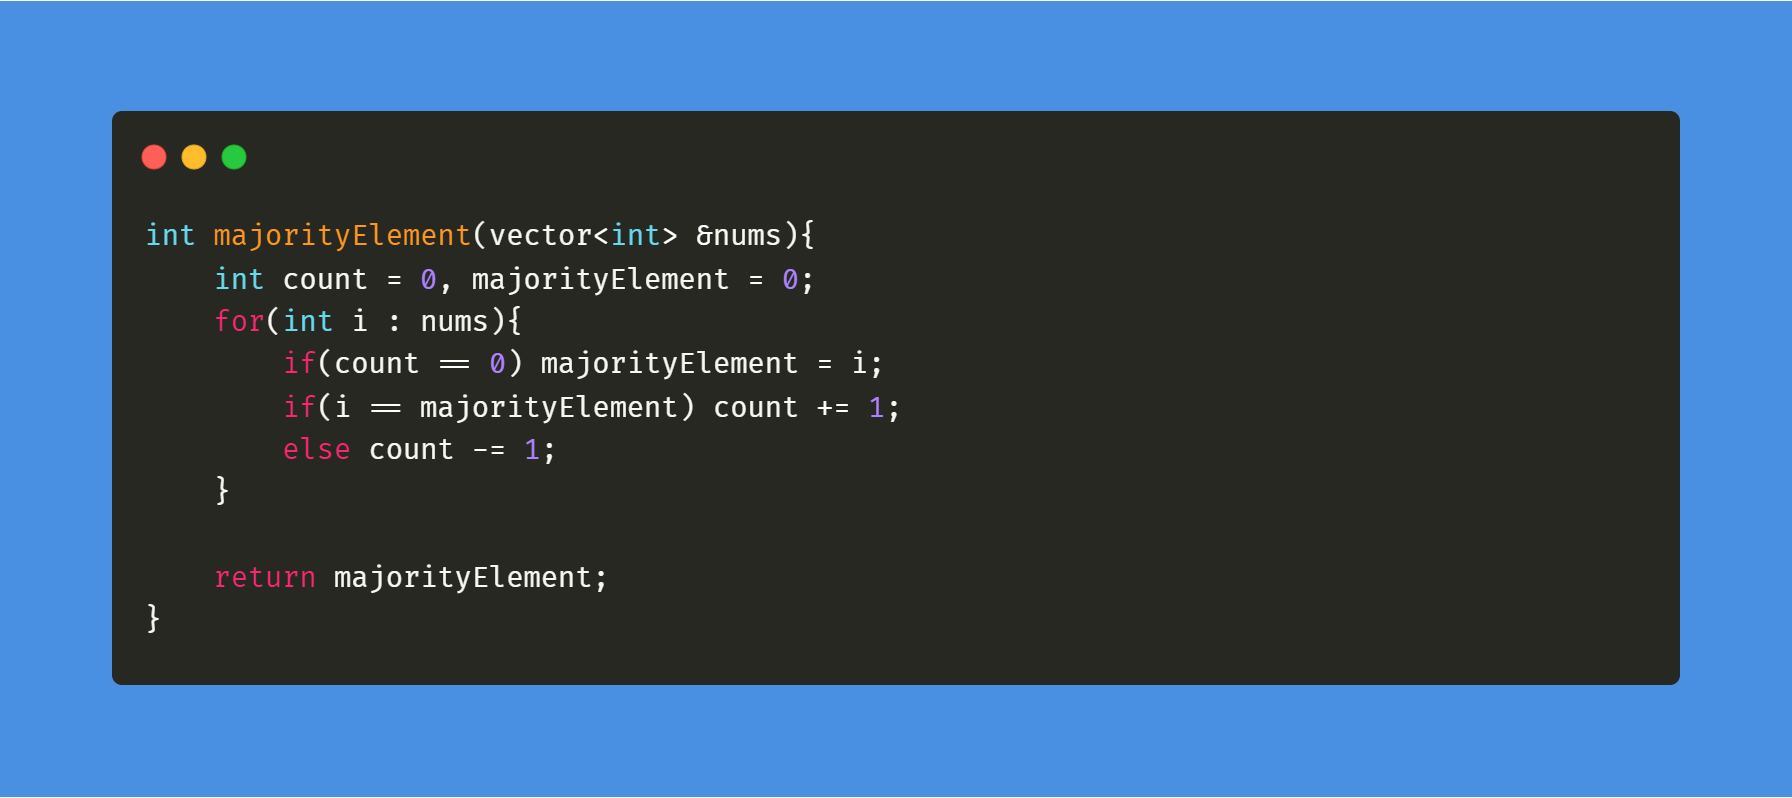 int majorityElement(vector<int> &nums){
    int count = 0, majorityElement = 0;
    for(int i : nums){
        if(count == 0) majorityElement = i;
        if(i == majorityElement) count += 1;
        else count -= 1;
    }
    return majorityElement;
}